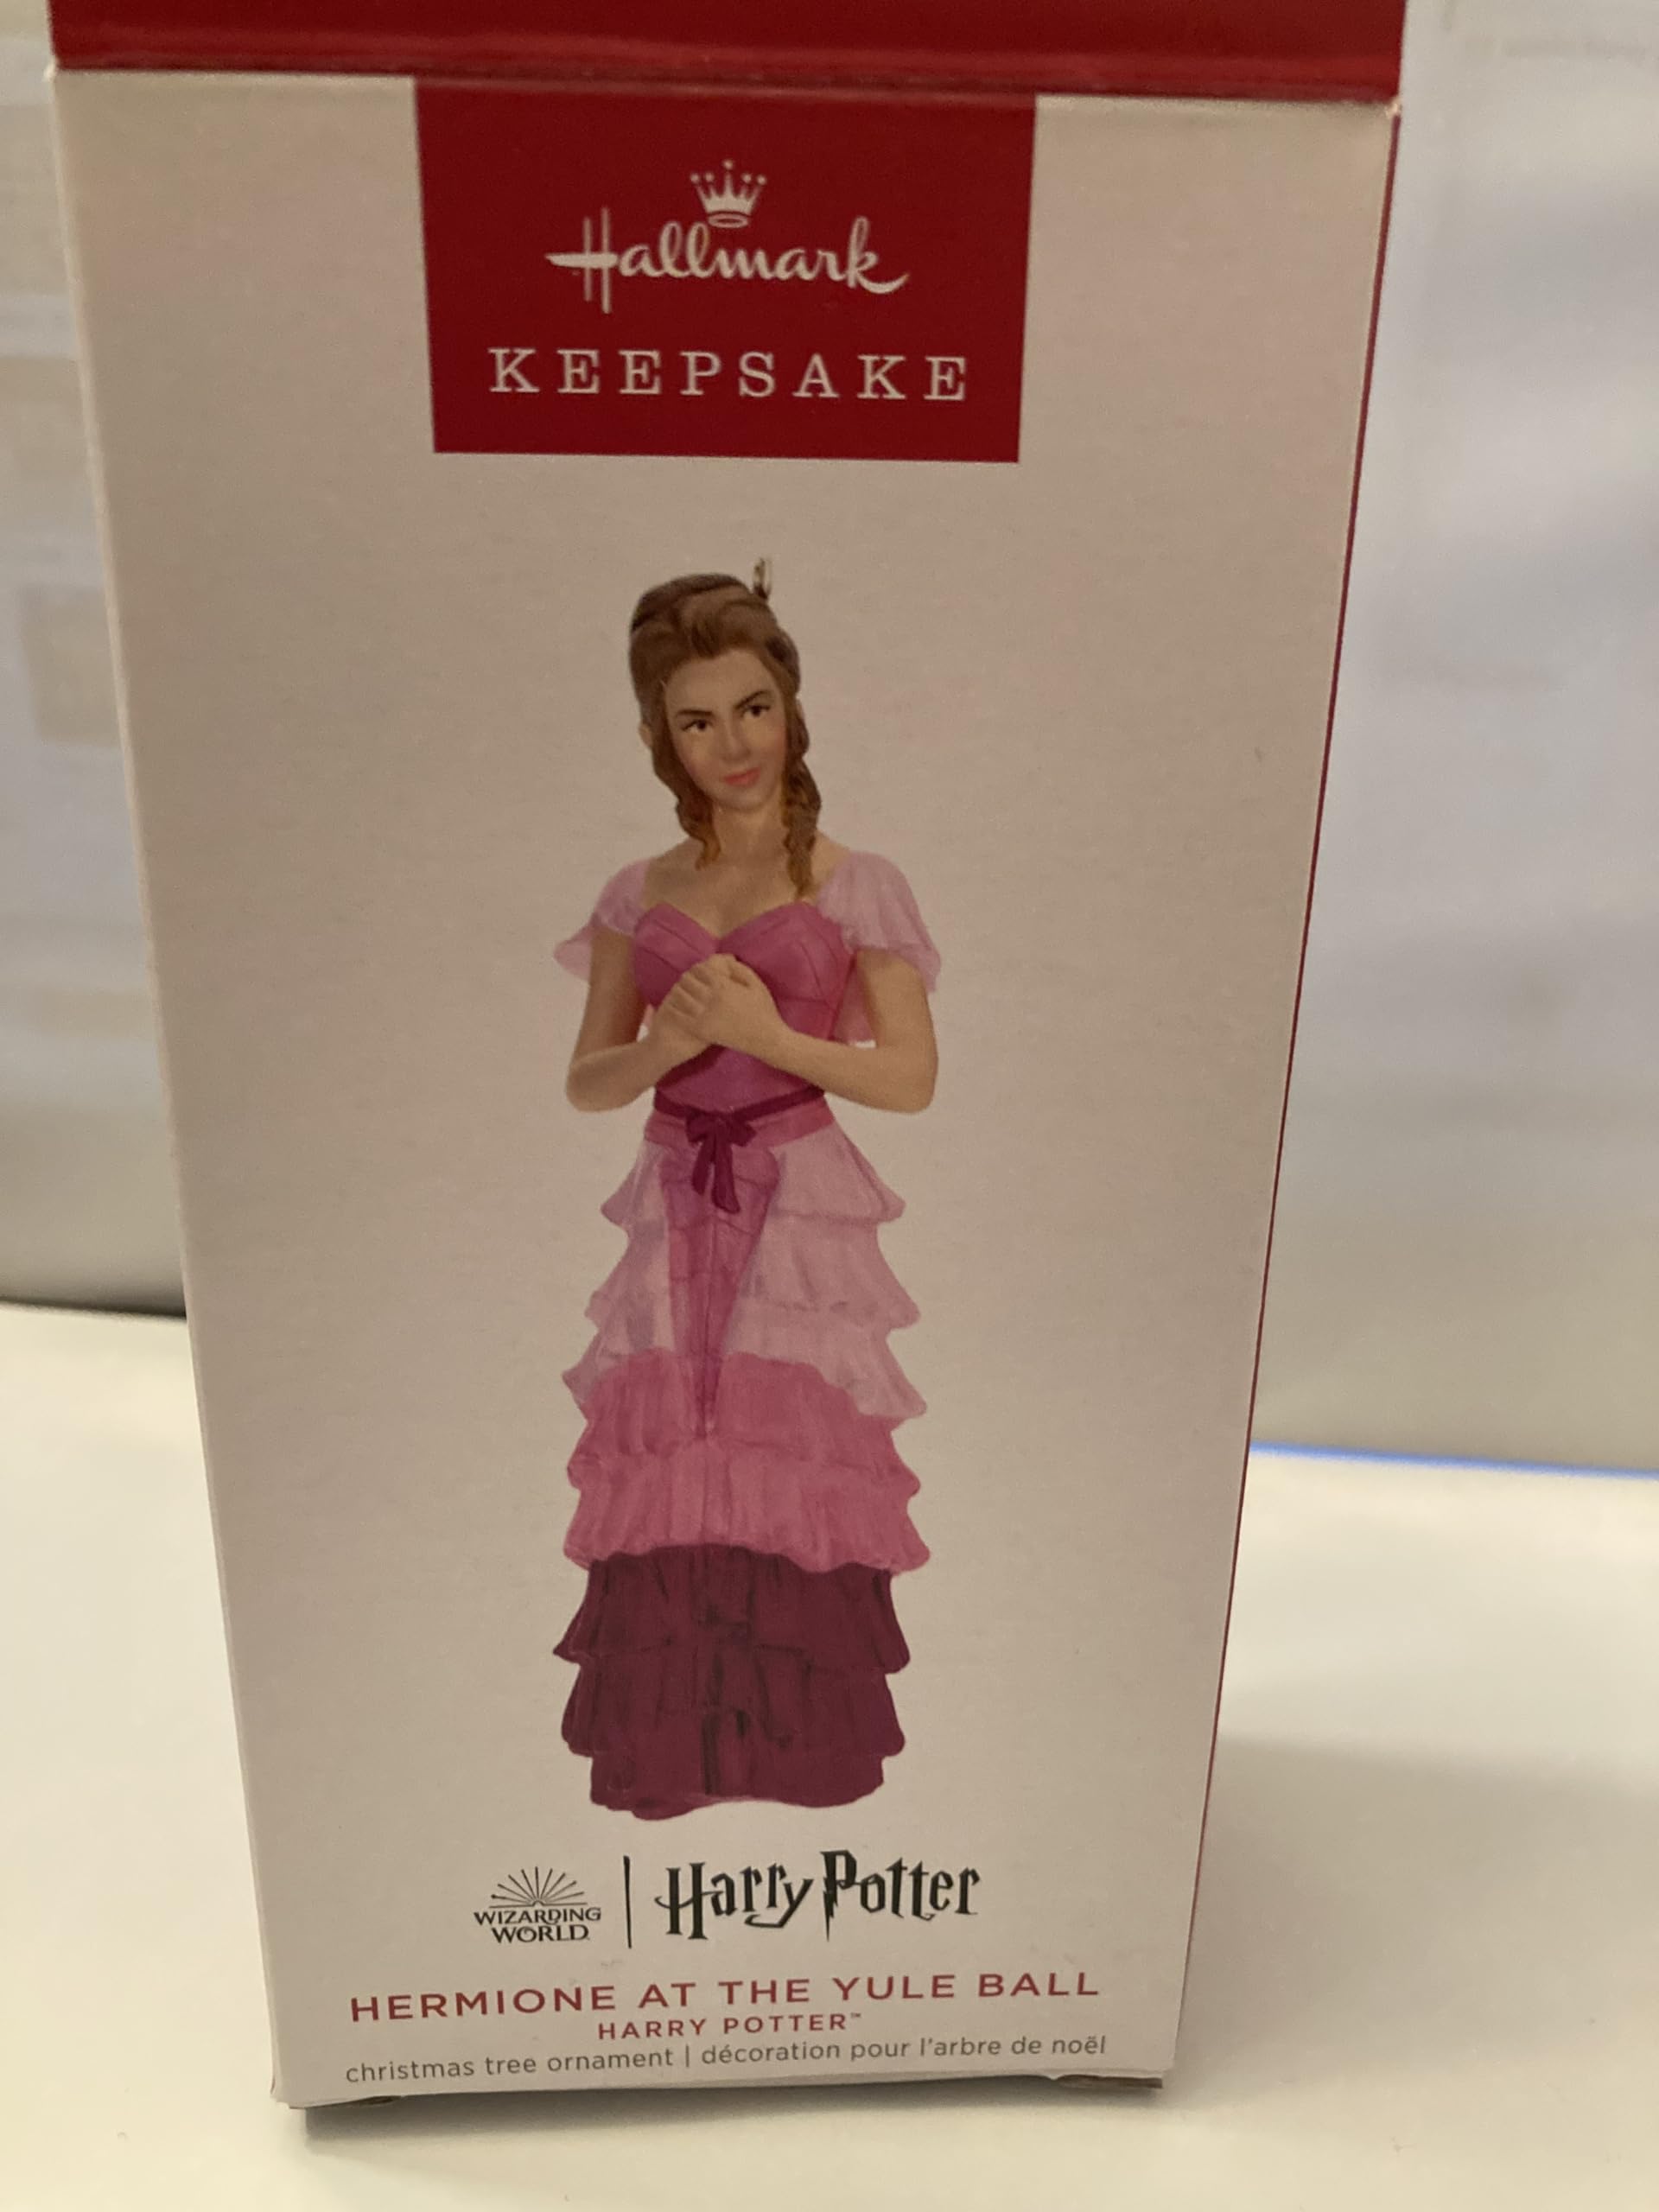 Hallmark
KEEPSAKE
WIZARDING
WORLD
Harry Potter
HERMIONE AT THE YULE BALL
HARRY POTTER™
christmas tree ornament | décoration pour l'arbre de noël